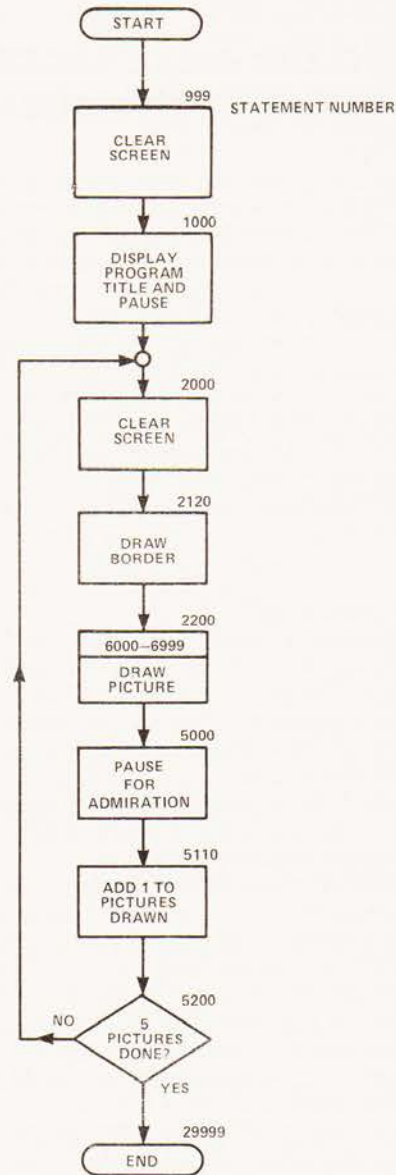 START
999
STATEMENT NUMBER
CLEAR
SCREEN
1000
DISPLAY
PROGRAM
TITLE AND
PAUSE
2000
CLEAR
SCREEN
2120
DRAW
BORDER
2200
6000–6999
DRAW
PICTURE
5000
PAUSE
FOR
ADMIRATION
5110
ADD 1 TO
PICTURES
DRAWN
5200
NO
5
PICTURES
DONE?
YES
29999
END